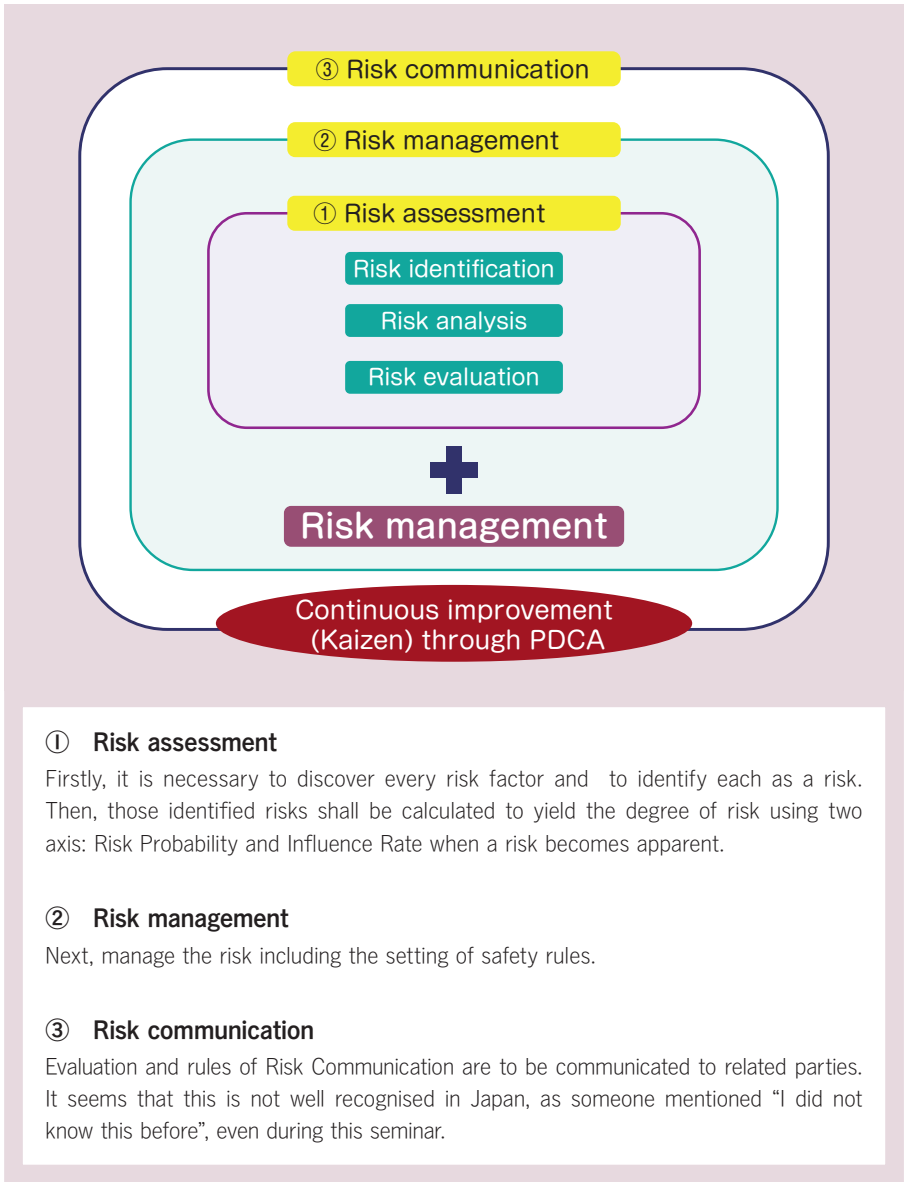 ③ Risk communication
② Risk management
① Risk assessment
Risk identification
Risk analysis
Risk evaluation
Risk management
Continuous improvement
(Kaizen) through PDCA
① Risk assessment
Firstly, it is necessary to discover every risk factor and to identify each as a risk.
Then, those identified risks shall be calculated to yield the degree of risk using two
axis: Risk Probability and Influence Rate when a risk becomes apparent.
② Risk management
Next, manage the risk including the setting of safety rules.
③ Risk communication
Evaluation and rules of Risk Communication are to be communicated to related parties.
It seems that this is not well recognised in Japan, as someone mentioned “I did not
know this before”, even during this seminar.